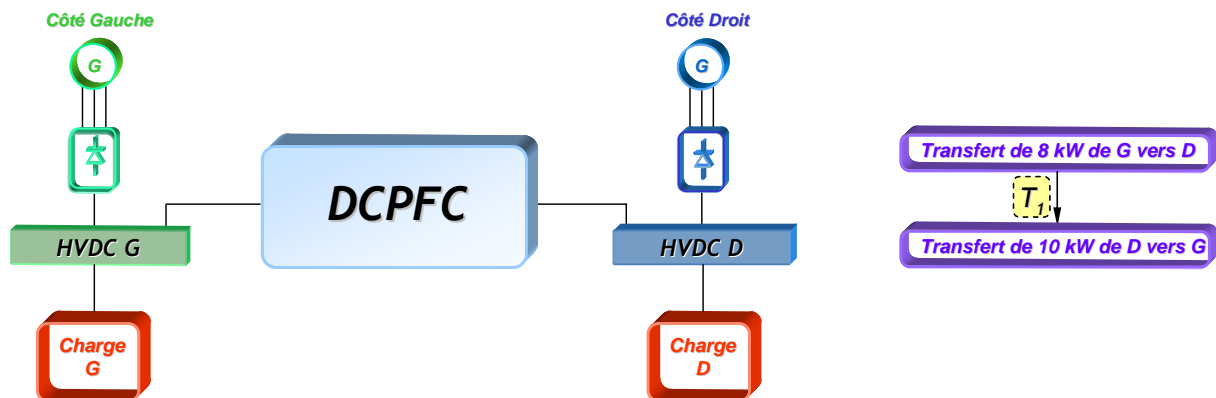 Côté Gauche
Côté Droit
G
G
Transfert de 8 kW de G vers D
DCPFC
T1
HVDC G
HVDC D
Transfert de 10 kW de D vers G
Charge
G
Charge
D